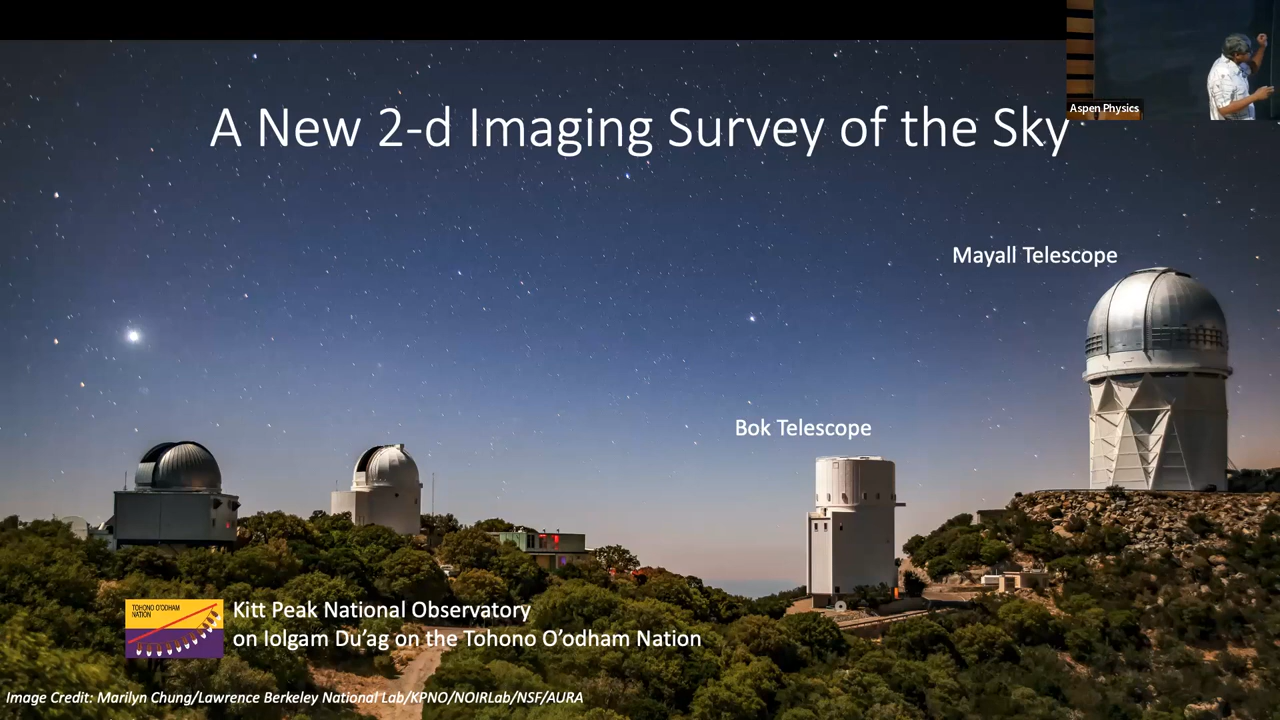 Aspen Physics
A New 2-d Imaging Survey of the Sky
Mayall Telescope
Bok Telescope
TOHONO O'ODHAM
NATION
Kitt Peak National Observatory
on Iolgam Du’ag on the Tohono O’odham Nation
Image Credit: Marilyn Chung/Lawrence Berkeley National Lab/KPNO/NOIRLab/NSF/AURA